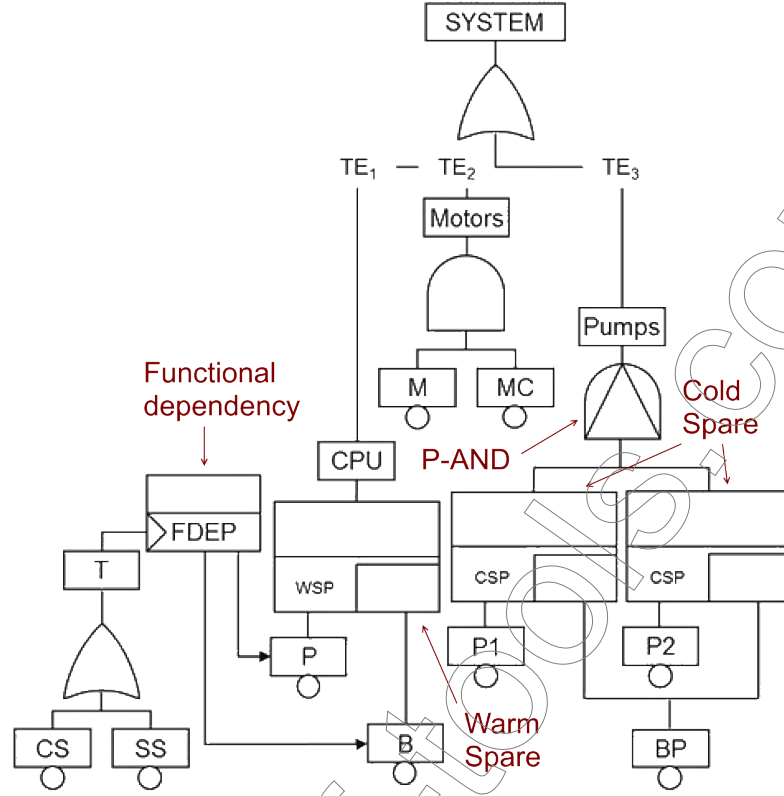 SYSTEM
TE1
TE2
TE3
Motors
Pumps
M
MC
Functional
dependency
Cold
Spare
P-AND
CPU
FDEP
T
WSP
CSP
CSP
P
P1
P2
CS
SS
B
Warm
Spare
BP